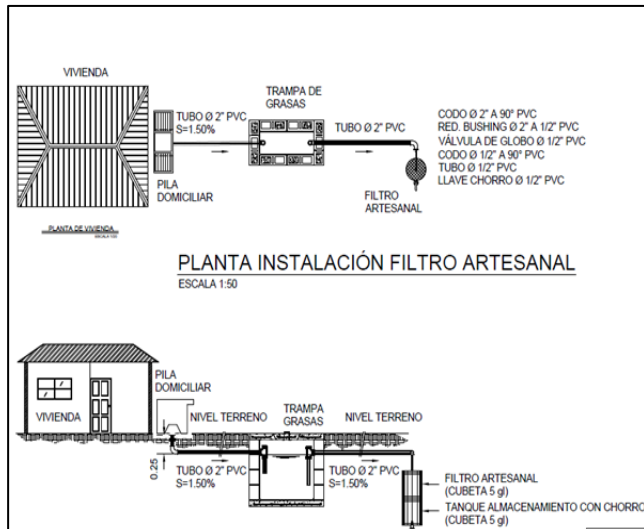 VIVIENDA
TUBO Ø 2" PVC
S=1.50%
TRAMPA DE
GRASAS
TUBO Ø 2" PVC
CODO Ø 2" A 90° PVC
RED. BUSHING Ø 2" A 1/2" PVC
VÁLVULA DE GLOBO Ø 1/2" PVC
CODO Ø 1/2" A 90° PVC
TUBO Ø 1/2" PVC
LLAVE CHORRO Ø 1/2" PVC
PILA
DOMICILIAR
FILTRO
ARTESANAL
PLANTA DE VIVIENDA
PLANTA INSTALACIÓN FILTRO ARTESANAL
ESCALA 1:50
PILA
DOMICILIAR
VIVIENDA
NIVEL TERRENO
TRAMPA
GRASAS
NIVEL TERRENO
0.25
TUBO Ø 2" PVC
S=1.50%
TUBO Ø 2" PVC
S=1.50%
FILTRO ARTESANAL
(CUBETA 5 gl)
TANQUE ALMACENAMIENTO CON CHORRO
(CUBETA 5 gl)